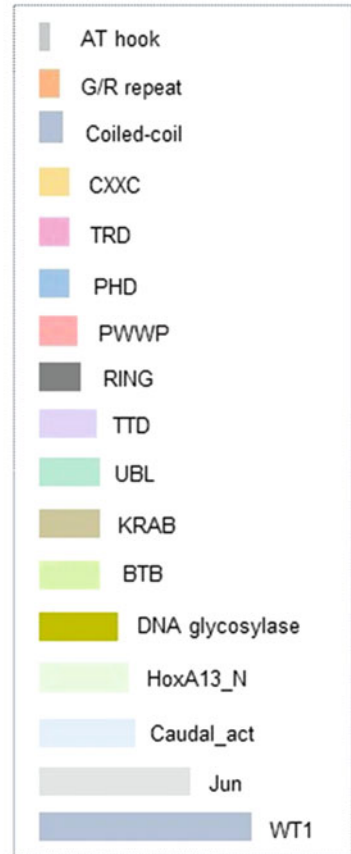 AT hook
G/R repeat
Coiled-coil
CXXC
TRD
PHD
PWWP
RING
TTD
UBL
KRAB
BTB
DNA glycosylase
HoxA13_N
Caudal_act
Jun
WT1